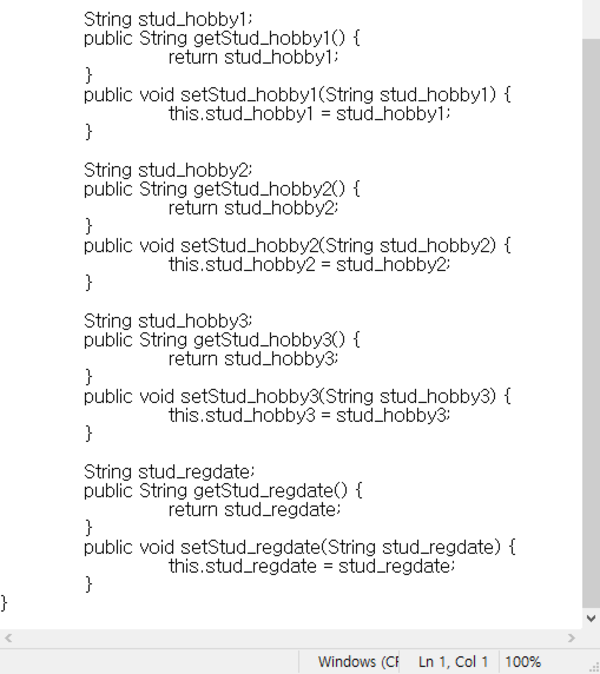 String stud_hobby1;
public String getStud_hobby1() {
return stud_hobby1;
}
public void setStud_hobby1(String stud_hobby1) {
this.stud_hobby1 = stud_hobby1;
}
String stud_hobby2;
public String getStud_hobby2() {
return stud_hobby2;
}
public void setStud_hobby2(String stud_hobby2) {
this.stud_hobby2 = stud_hobby2;
}
String stud_hobby3;
public String getStud_hobby3() {
return stud_hobby3;
}
public void setStud_hobby3(String stud_hobby3) {
this.stud_hobby3 = stud_hobby3;
}
String stud_regdate;
public String getStud_regdate() {
return stud_regdate;
}
public void setStud_regdate(String stud_regdate) {
this.stud_regdate = stud_regdate;
}
}
Windows (CF Ln 1, Col 1 100%